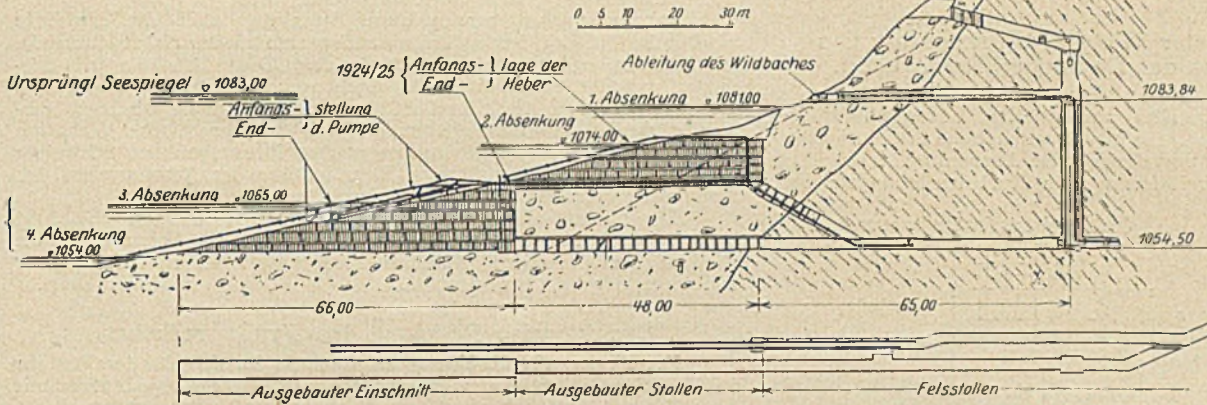 0 5 10 20 30 m
Ursprüngl Seespiegel 1083,00
1924/25 { Anfangs- } lage der
End- } Heber
Ableitung des Wildbaches
Anfangs- } stellung
End- } d. Pumpe
1. Absenkung 1081.00
1083,84
2. Absenkung
1074.00
3. Absenkung 1065,00
4. Absenkung
1054.00
1054,50
66,00
48,00
65,00
Ausgebauter Einschnitt
Ausgebauter Stollen
Felsstollen